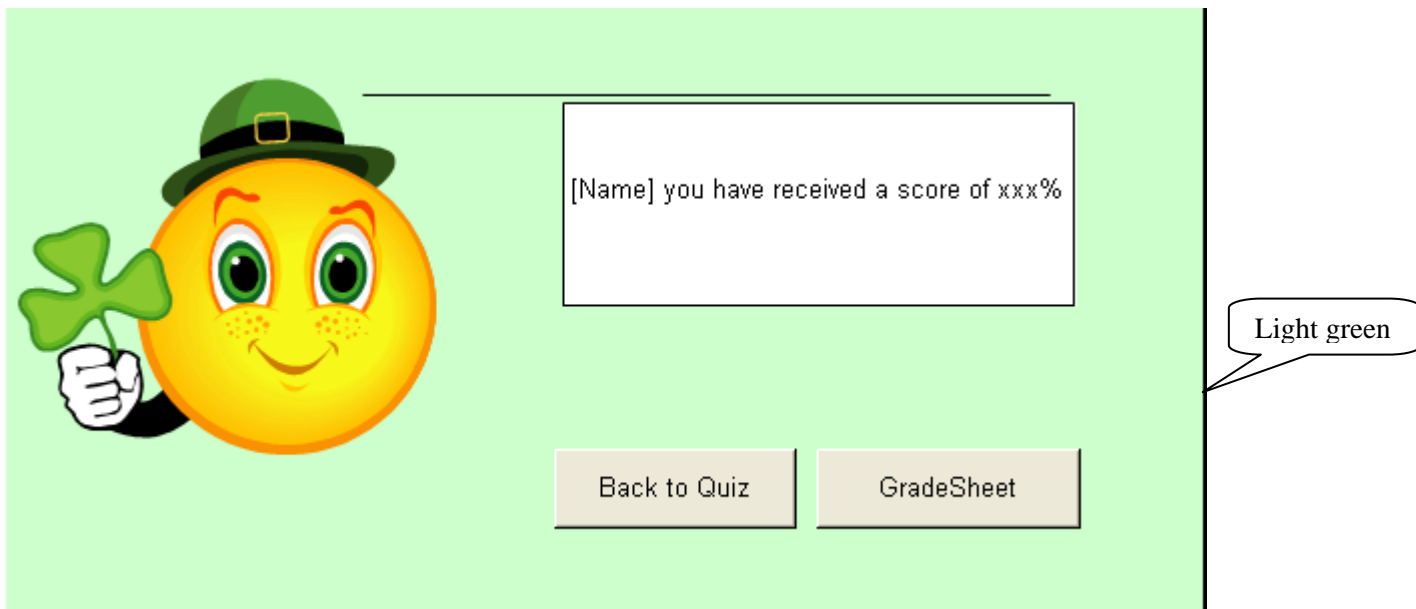 [Name] you have received a score of xxx%
Light green
Back to Quiz
GradeSheet